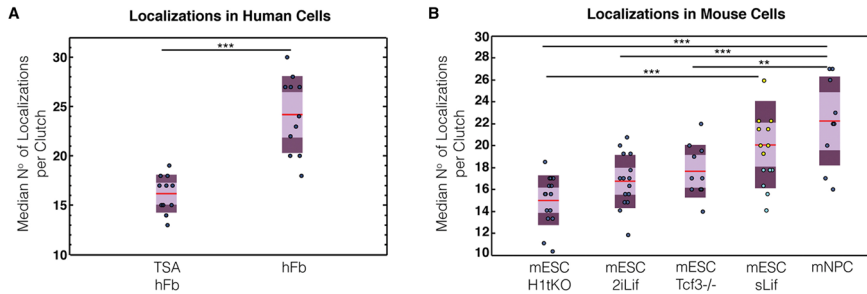 A
Localizations in Human Cells
Median Nº of Localizations
per Clutch
30
25
20
15
10
***
TSA
hFb
hFb
B
Localizations in Mouse Cells
Median Nº of Localizations
per Clutch
30
28
26
24
22
20
18
16
14
12
10
***
***
**
***
mESC
H1tKO
mESC
2iLif
mESC
Tcf3-/-
mESC
sLif
mNPC